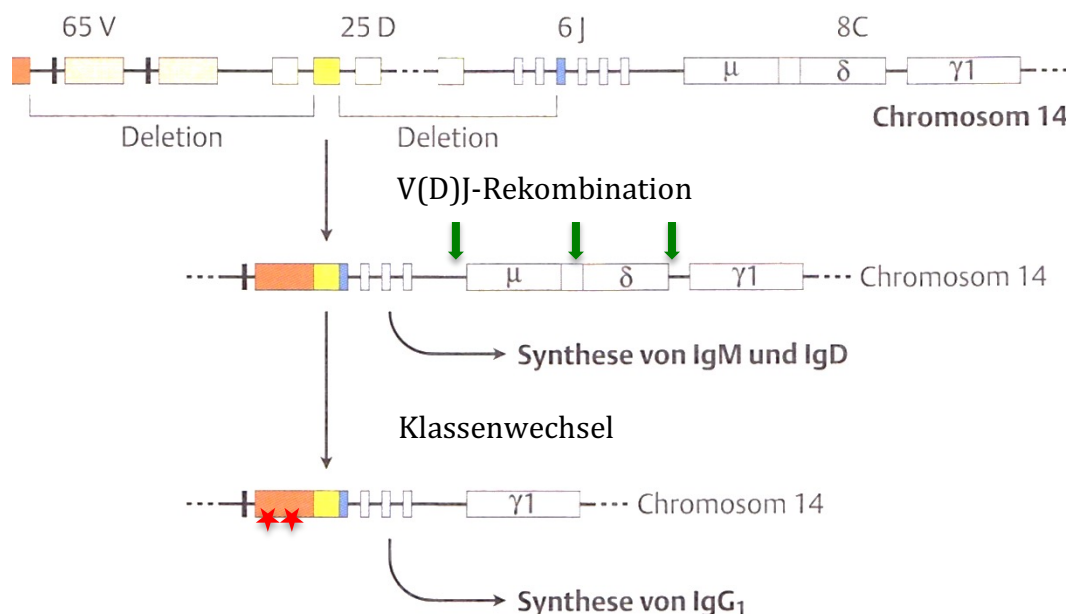 65 V 25 D 6 J 8C
μ δ γ1
Deletion Deletion
Chromosom 14
V(D)J-Rekombination
μ δ γ1 Chromosom 14
Synthese von IgM und IgD
Klassenwechsel
γ1 Chromosom 14
Synthese von IgG₁